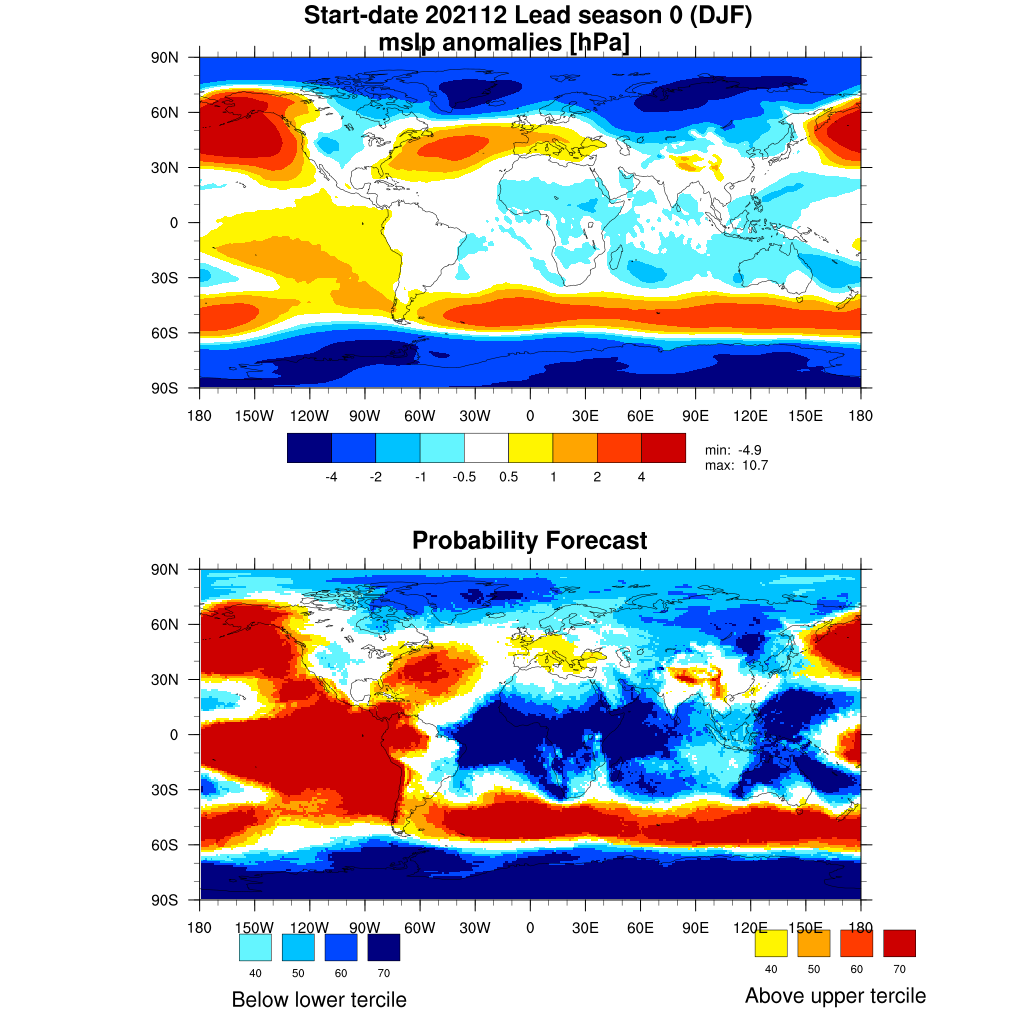 Start-date 202112 Lead season 0 (DJF)
mslp anomalies [hPa]
90N
60N
30N
0
30S
60S
90S
180 150W 120W 90W 60W 30W 0 30E 60E 90E 120E 150E 180
-4 -2 -1 -0.5 0.5 1 2 4
min: -4.9
max: 10.7
Probability Forecast
90N
60N
30N
0
30S
60S
90S
180 150W 120W 90W 60W 30W 0 30E 60E 90E 120E 150E 180
40 50 60 70
Below lower tercile
40 50 60 70
Above upper tercile